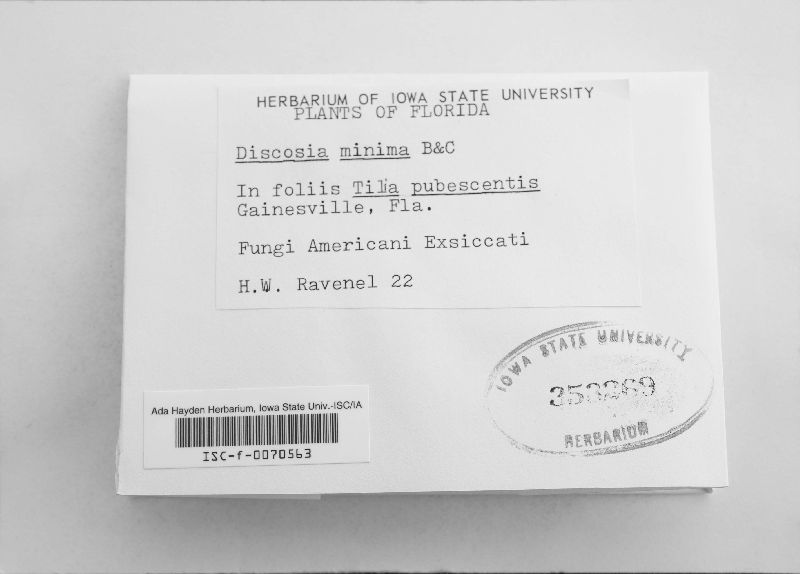 HERBARIUM OF IOWA STATE UNIVERSITY
PLANTS OF FLORIDA
Discosia minima B&C
In foliis Tilia pubescentis
Gainesville, Fla.
Fungi Americani Exsiccati
H.W. Ravenel 22
IOWA STATE UNIVERSITY
353269
HERBARIUM
Ada Hayden Herbarium, Iowa State Univ.-ISC/IA
ISC-f-0070563